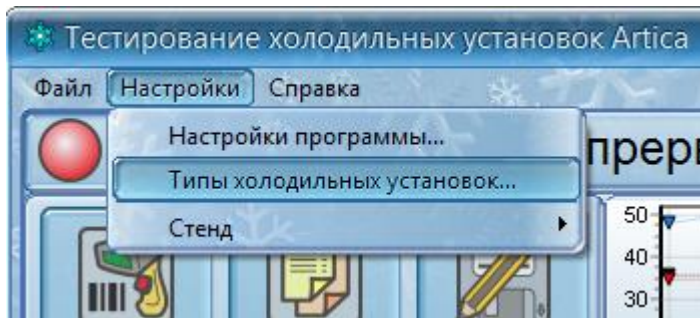 Тестирование холодильных установок Artica
Файл Настройки Справка
Настройки программы...
Типы холодильных установок...
Стенд
50
40
30